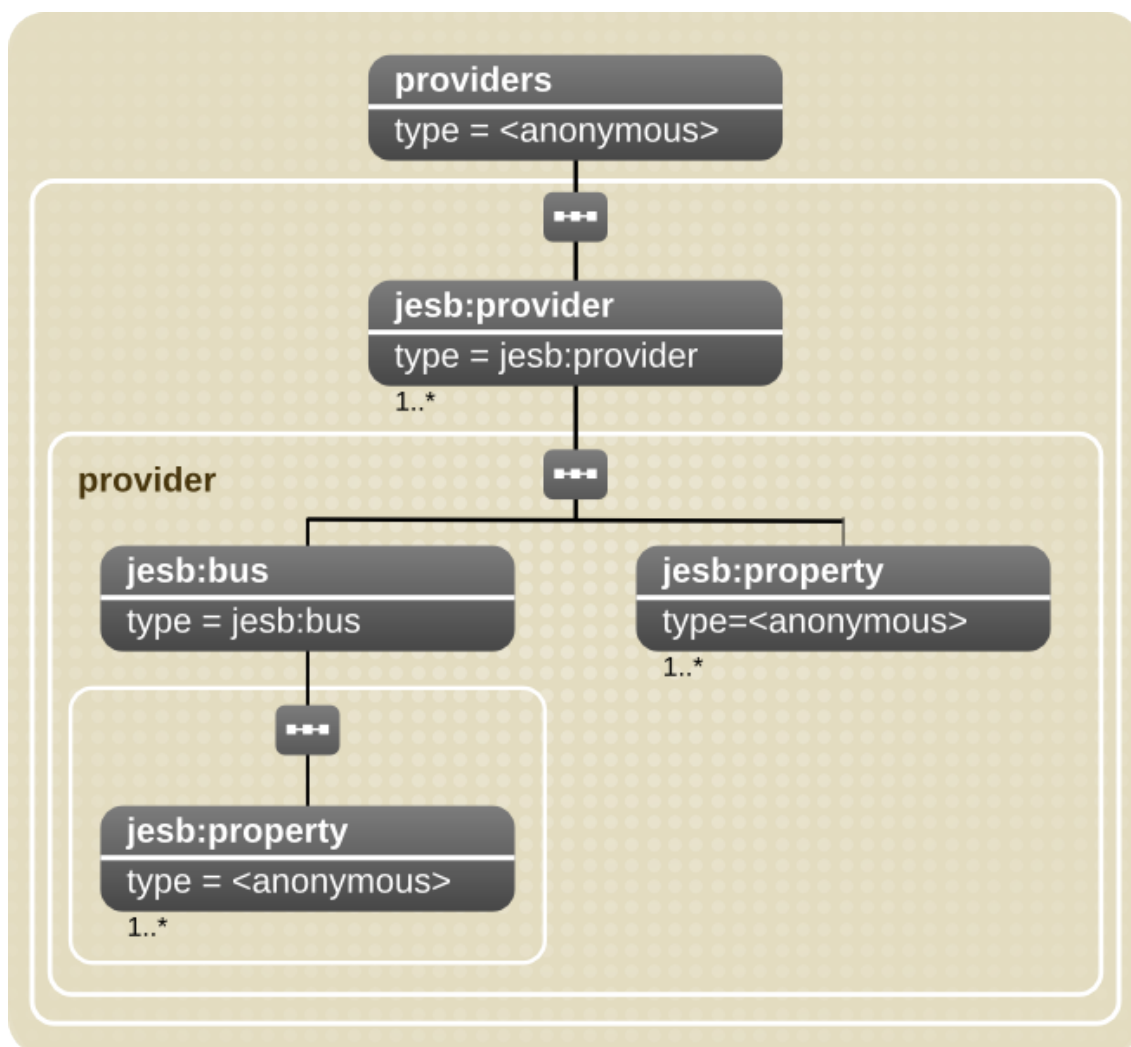 providers
type = <anonymous>
jesb:provider
type = jesb:provider
1..*
provider
jesb:bus
type = jesb:bus
jesb:property
type=<anonymous>
1..*
jesb:property
type = <anonymous>
1..*